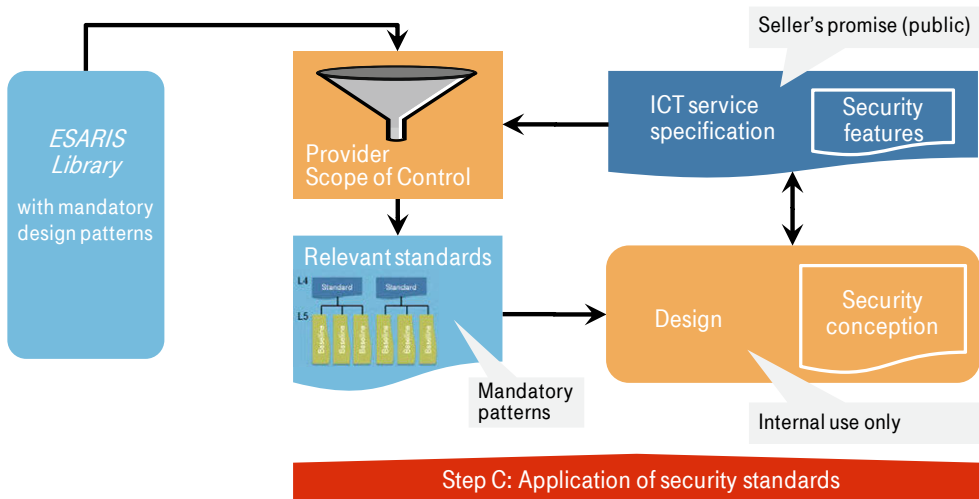 Seller's promise (public)
ESARIS
Library
with mandatory
design patterns
Provider
Scope of Control
ICT service
specification
Security
features
Relevant standards
L4
Standard
Standard
L5
Baseline
Baseline
Baseline
Baseline
Baseline
Baseline
Design
Security
conception
Mandatory
patterns
Internal use only
Step C: Application of security standards